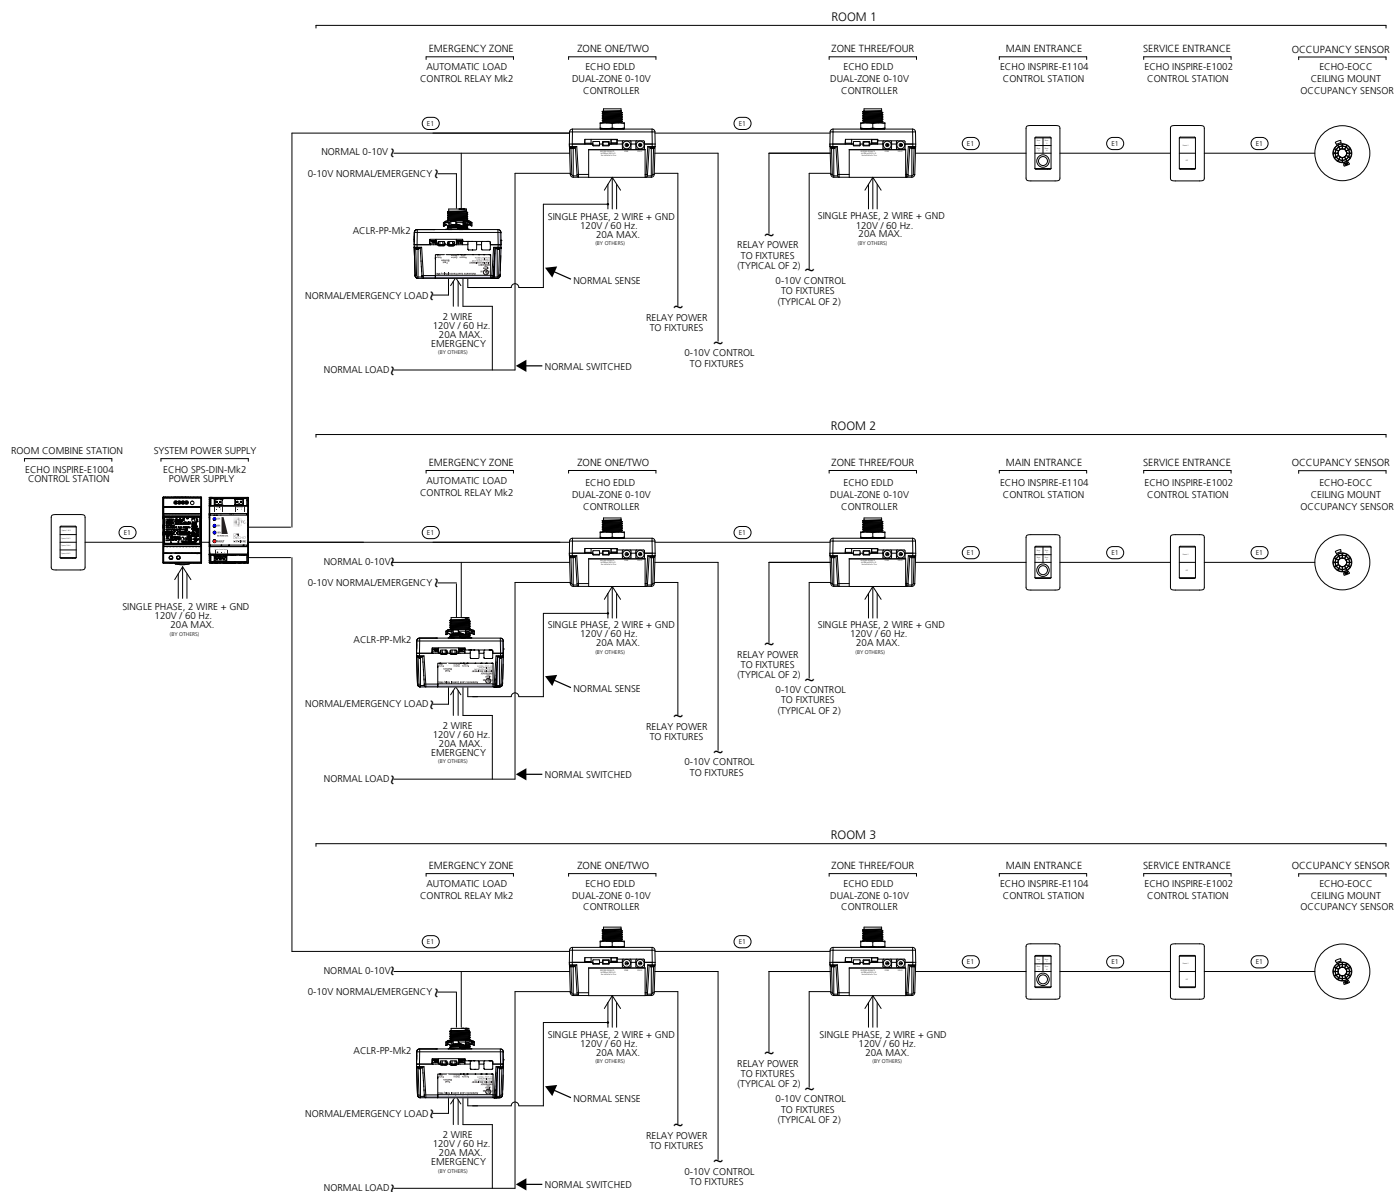 ROOM 1
EMERGENCY ZONE
AUTOMATIC LOAD
CONTROL RELAY Mk2
ZONE ONE/TWO
ECHO EDLD
DUAL-ZONE 0-10V
CONTROLLER
ZONE THREE/FOUR
ECHO EDLD
DUAL-ZONE 0-10V
CONTROLLER
MAIN ENTRANCE
ECHO INSPIRE-E1104
CONTROL STATION
SERVICE ENTRANCE
ECHO INSPIRE-E1002
CONTROL STATION
OCCUPANCY SENSOR
ECHO-EOCC
CEILING MOUNT
OCCUPANCY SENSOR
E1
E1
E1
E1
E1
NORMAL 0-10V
0-10V NORMAL/EMERGENCY
ACLR-PP-Mk2
NORMAL/EMERGENCY LOAD
2 WIRE
120V / 60 Hz.
20A MAX.
EMERGENCY
(BY OTHERS)
NORMAL LOAD
SINGLE PHASE, 2 WIRE + GND
120V / 60 Hz.
20A MAX.
(BY OTHERS)
NORMAL SENSE
NORMAL SWITCHED
RELAY POWER
TO FIXTURES
0-10V CONTROL
TO FIXTURES
RELAY POWER
TO FIXTURES
(TYPICAL OF 2)
0-10V CONTROL
TO FIXTURES
(TYPICAL OF 2)
SINGLE PHASE, 2 WIRE + GND
120V / 60 Hz.
20A MAX.
(BY OTHERS)
ROOM COMBINE STATION
ECHO INSPIRE-E1004
CONTROL STATION
SYSTEM POWER SUPPLY
ECHO SPS-DIN-Mk2
POWER SUPPLY
E1
SINGLE PHASE, 2 WIRE + GND
120V / 60 Hz.
20A MAX.
(BY OTHERS)
ROOM 2
EMERGENCY ZONE
AUTOMATIC LOAD
CONTROL RELAY Mk2
ZONE ONE/TWO
ECHO EDLD
DUAL-ZONE 0-10V
CONTROLLER
ZONE THREE/FOUR
ECHO EDLD
DUAL-ZONE 0-10V
CONTROLLER
MAIN ENTRANCE
ECHO INSPIRE-E1104
CONTROL STATION
SERVICE ENTRANCE
ECHO INSPIRE-E1002
CONTROL STATION
OCCUPANCY SENSOR
ECHO-EOCC
CEILING MOUNT
OCCUPANCY SENSOR
E1
E1
E1
E1
E1
NORMAL 0-10V
0-10V NORMAL/EMERGENCY
ACLR-PP-Mk2
NORMAL/EMERGENCY LOAD
2 WIRE
120V / 60 Hz.
20A MAX.
EMERGENCY
(BY OTHERS)
NORMAL LOAD
SINGLE PHASE, 2 WIRE + GND
120V / 60 Hz.
20A MAX.
(BY OTHERS)
NORMAL SENSE
NORMAL SWITCHED
RELAY POWER
TO FIXTURES
0-10V CONTROL
TO FIXTURES
RELAY POWER
TO FIXTURES
(TYPICAL OF 2)
0-10V CONTROL
TO FIXTURES
(TYPICAL OF 2)
SINGLE PHASE, 2 WIRE + GND
120V / 60 Hz.
20A MAX.
(BY OTHERS)
ROOM 3
EMERGENCY ZONE
AUTOMATIC LOAD
CONTROL RELAY Mk2
ZONE ONE/TWO
ECHO EDLD
DUAL-ZONE 0-10V
CONTROLLER
ZONE THREE/FOUR
ECHO EDLD
DUAL-ZONE 0-10V
CONTROLLER
MAIN ENTRANCE
ECHO INSPIRE-E1104
CONTROL STATION
SERVICE ENTRANCE
ECHO INSPIRE-E1002
CONTROL STATION
OCCUPANCY SENSOR
ECHO-EOCC
CEILING MOUNT
OCCUPANCY SENSOR
E1
E1
E1
E1
E1
NORMAL 0-10V
0-10V NORMAL/EMERGENCY
ACLR-PP-Mk2
NORMAL/EMERGENCY LOAD
2 WIRE
120V / 60 Hz.
20A MAX.
EMERGENCY
(BY OTHERS)
NORMAL LOAD
SINGLE PHASE, 2 WIRE + GND
120V / 60 Hz.
20A MAX.
(BY OTHERS)
NORMAL SENSE
NORMAL SWITCHED
RELAY POWER
TO FIXTURES
0-10V CONTROL
TO FIXTURES
RELAY POWER
TO FIXTURES
(TYPICAL OF 2)
0-10V CONTROL
TO FIXTURES
(TYPICAL OF 2)
SINGLE PHASE, 2 WIRE + GND
120V / 60 Hz.
20A MAX.
(BY OTHERS)